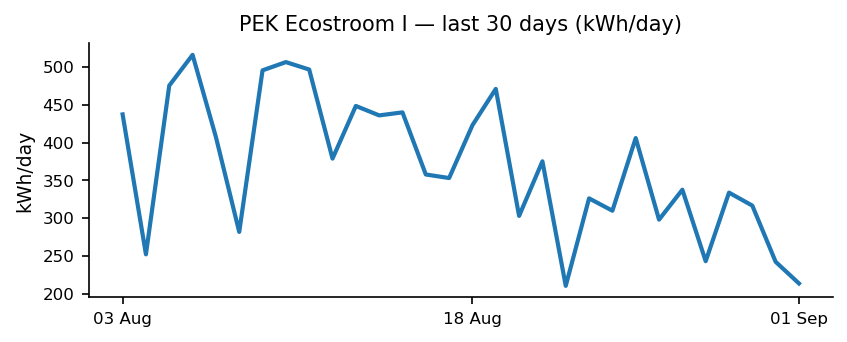 PEK Ecostroom I — last 30 days (kWh/day)
kWh/day
500
450
400
350
300
250
200
03 Aug
18 Aug
01 Sep